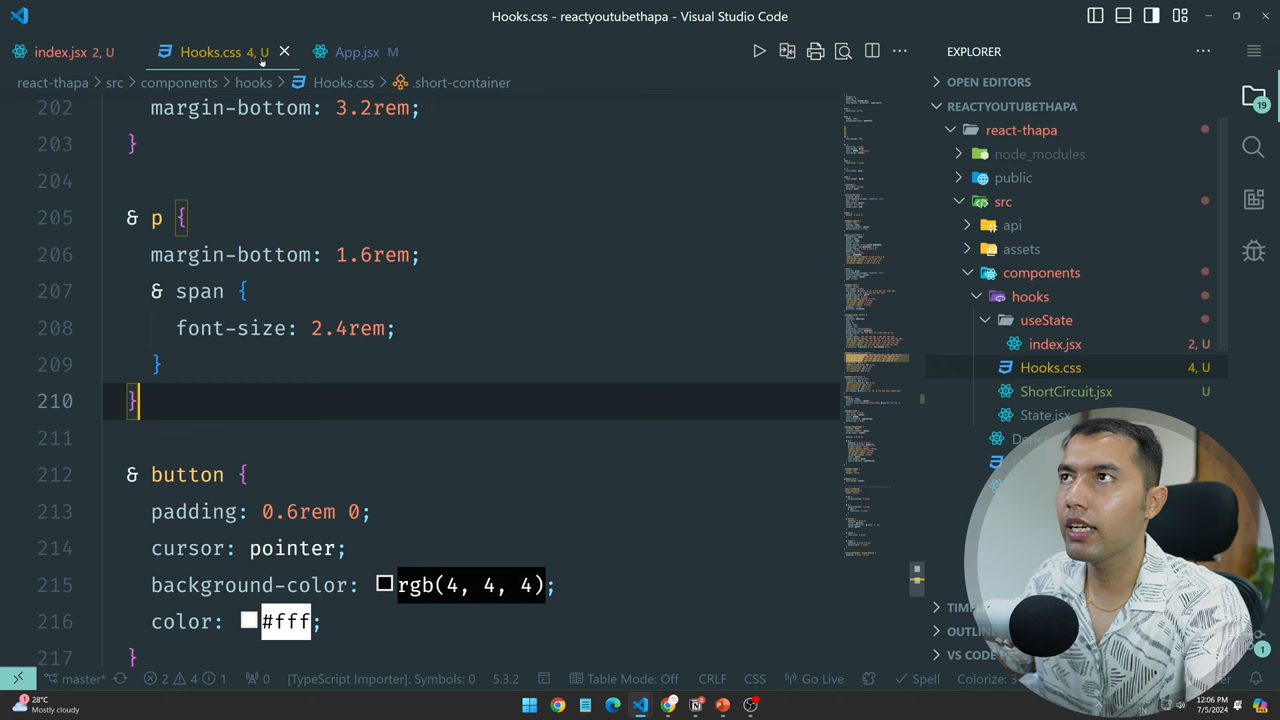 Hooks.css - reactyoutubethapa - Visual Studio Code
index.jsx 2, U
Hooks.css 4, U
App.jsx M
EXPLORER
react-thapa > src > components > hooks > Hooks.css > .short-container
OPEN EDITORS
REACTYOUTUBETHAPA
react-thapa
node_modules
public
src
api
assets
components
hooks
useState
index.jsx 2, U
Hooks.css 4, U
ShortCircuit.jsx U
State.jsx
19
202 margin-bottom: 3.2rem;
203 }
204
205 & p {
206 margin-bottom: 1.6rem;
207 & span {
208 font-size: 2.4rem;
209 }
210 }
211
212 & button {
213 padding: 0.6rem 0;
214 cursor: pointer;
215 background-color: rgb(4, 4, 4);
216 color: #fff;
217 }
VS CODE
1
master* 2 4 1 0 [TypeScript Importer]: Symbols: 0 5.3.2 Table Mode: Off CRLF CSS Go Live Spell Colorize: 3
28°C
Mostly cloudy
12:06 PM
7/5/2024